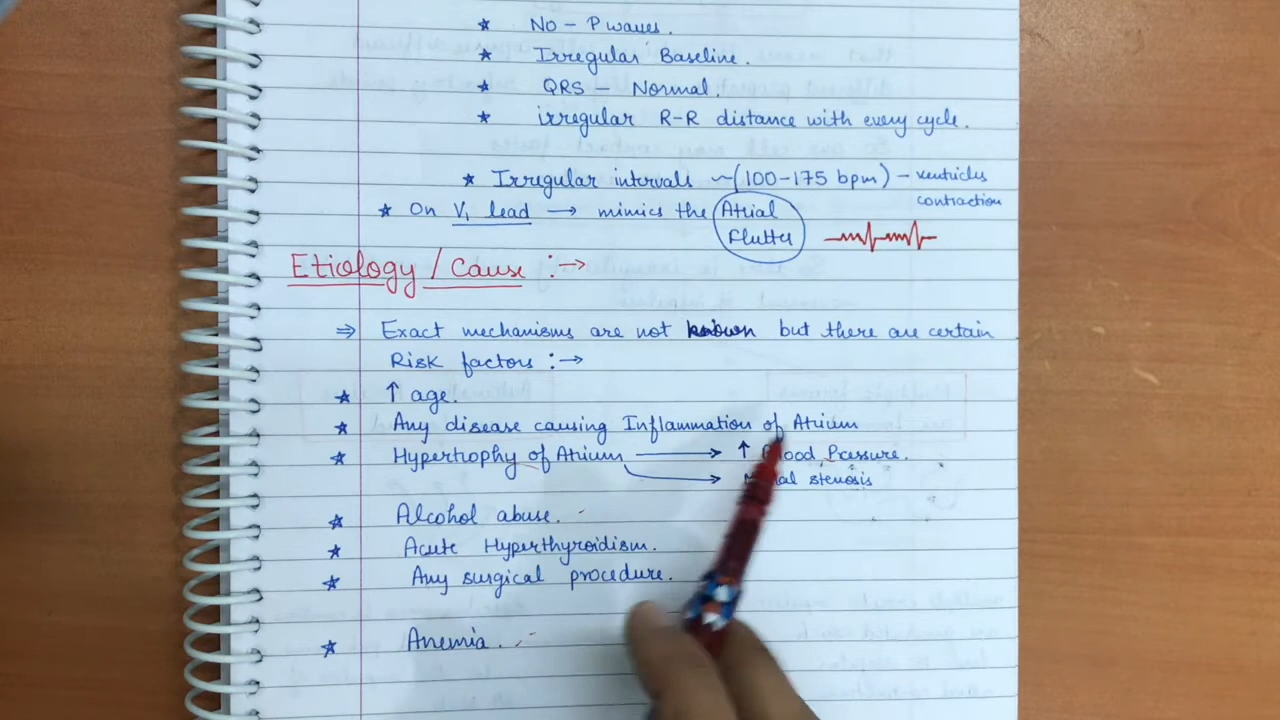 ★ No - P waves.
★ Irregular Baseline.
★ QRS - Normal.
★ irregular R-R distance with every cycle.
★ Irregular intervals ~(100-175 bpm) - ventricles contraction
★ On V1 lead → mimics the Atrial Flutter
Etiology / Cause :→
⇒ Exact mechanisms are not known but there are certain
Risk factors :→
★ ↑ age.
★ Any disease causing Inflammation of Atrium
★ Hypertrophy of Atrium → ↑ Blood Pressure.
→ stenosis
★ Alcohol abuse.
★ Acute Hyperthyroidism.
★ Any surgical procedure.
★ Anemia.